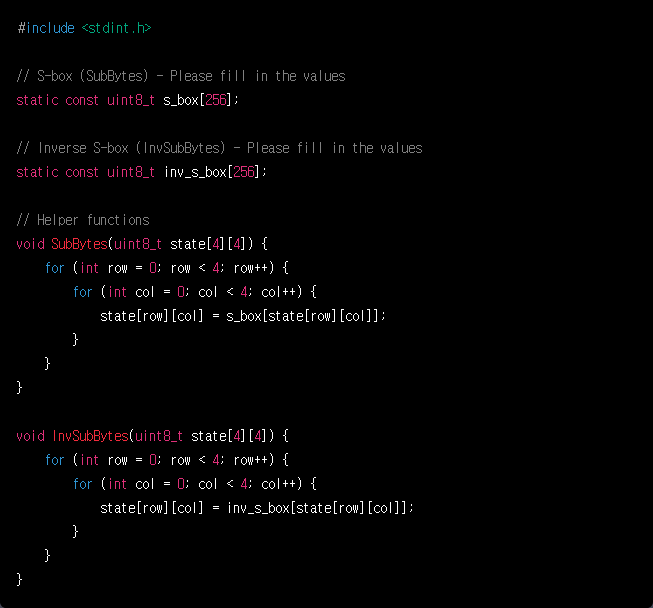 #include <stdint.h>

// S-box (SubBytes) - Please fill in the values
static const uint8_t s_box[256];

// Inverse S-box (InvSubBytes) - Please fill in the values
static const uint8_t inv_s_box[256];

// Helper functions
void SubBytes(uint8_t state[4][4]) {
    for (int row = 0; row < 4; row++) {
        for (int col = 0; col < 4; col++) {
            state[row][col] = s_box[state[row][col]];
        }
    }
}

void InvSubBytes(uint8_t state[4][4]) {
    for (int row = 0; row < 4; row++) {
        for (int col = 0; col < 4; col++) {
            state[row][col] = inv_s_box[state[row][col]];
        }
    }
}